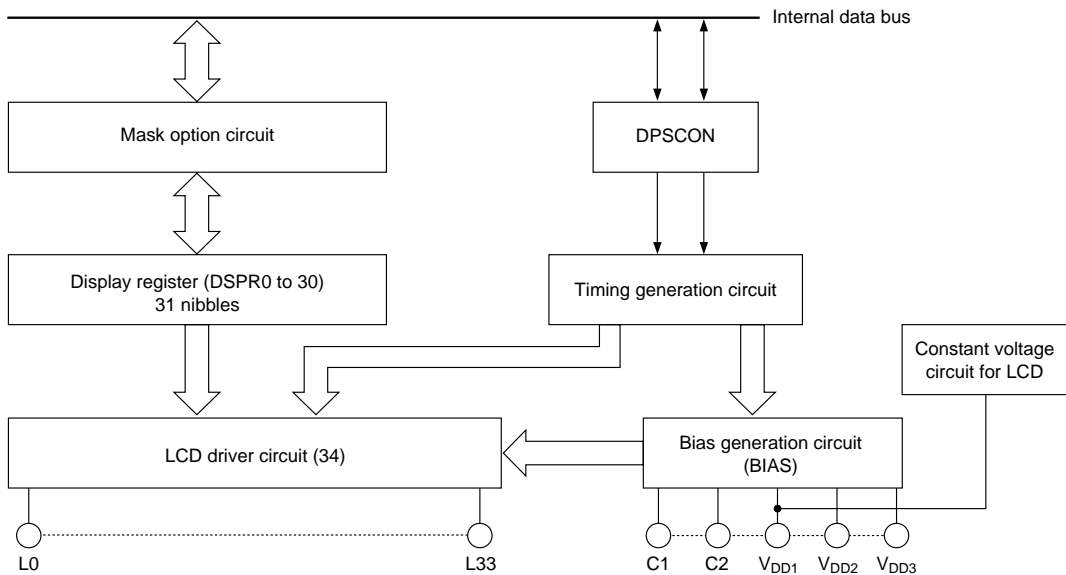 Internal data bus
Mask option circuit
DPSCON
Display register (DSPR0 to 30)
31 nibbles
Timing generation circuit
Constant voltage
circuit for LCD
LCD driver circuit (34)
Bias generation circuit
(BIAS)
L0
L33
C1
C2
VDD1
VDD2
VDD3